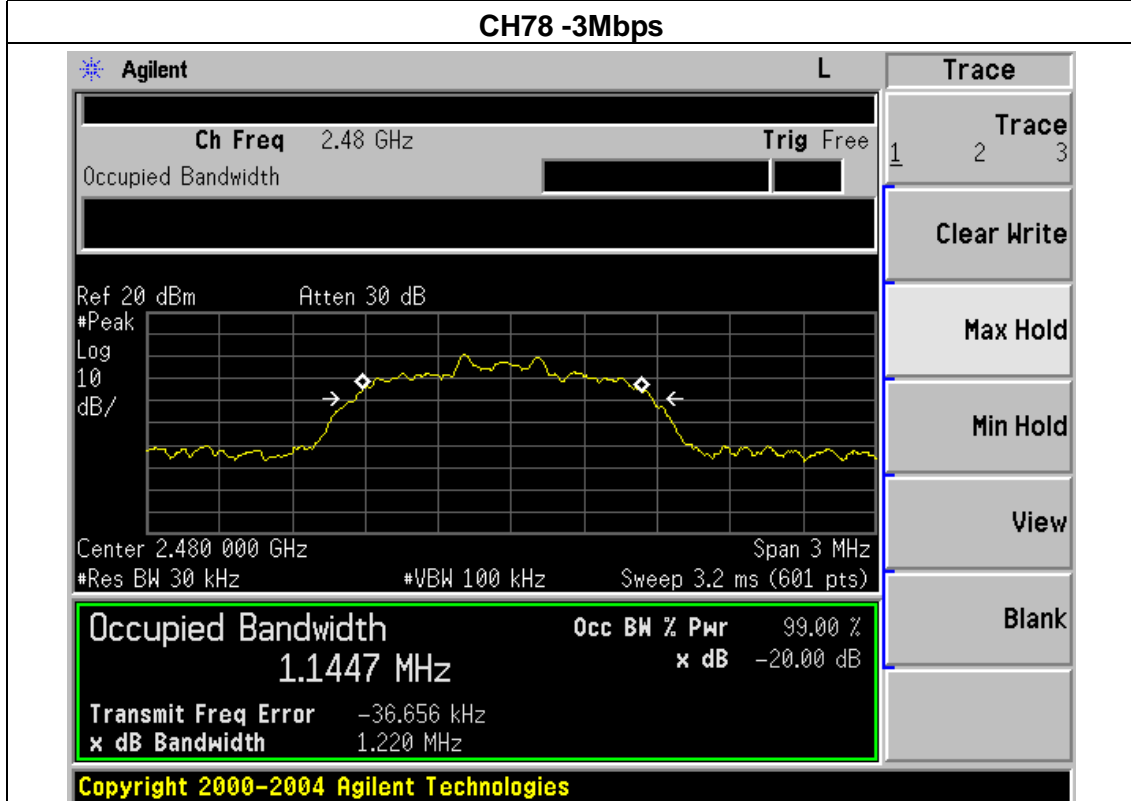 CH78 -3Mbps
Agilent L Trace
Ch Freq 2.48 GHz Trig Free
Occupied Bandwidth
Trace
1 2 3
Clear Write
Max Hold
Min Hold
View
Blank
Ref 20 dBm Atten 30 dB
#Peak
Log
10
dB/
Center 2.480 000 GHz Span 3 MHz
#Res BW 30 kHz #VBW 100 kHz Sweep 3.2 ms (601 pts)
Occupied Bandwidth Occ BW % Pwr 99.00 %
1.1447 MHz x dB -20.00 dB
Transmit Freq Error -36.656 kHz
x dB Bandwidth 1.220 MHz
Copyright 2000-2004 Agilent Technologies